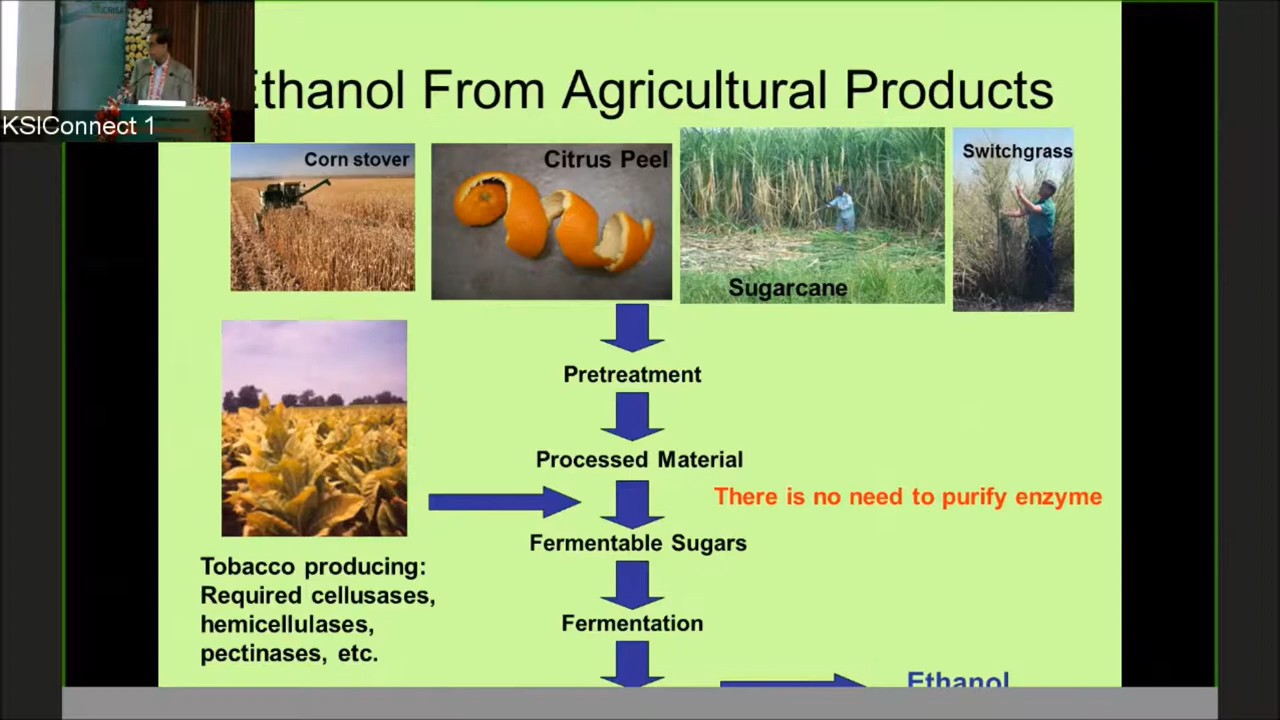 Ethanol From Agricultural Products
KSIConnect 1
Corn stover
Citrus Peel
Sugarcane
Switchgrass
Pretreatment
Processed Material
There is no need to purify enzyme
Fermentable Sugars
Tobacco producing:
Required cellusases,
hemicellulases,
pectinases, etc.
Fermentation
Ethanol